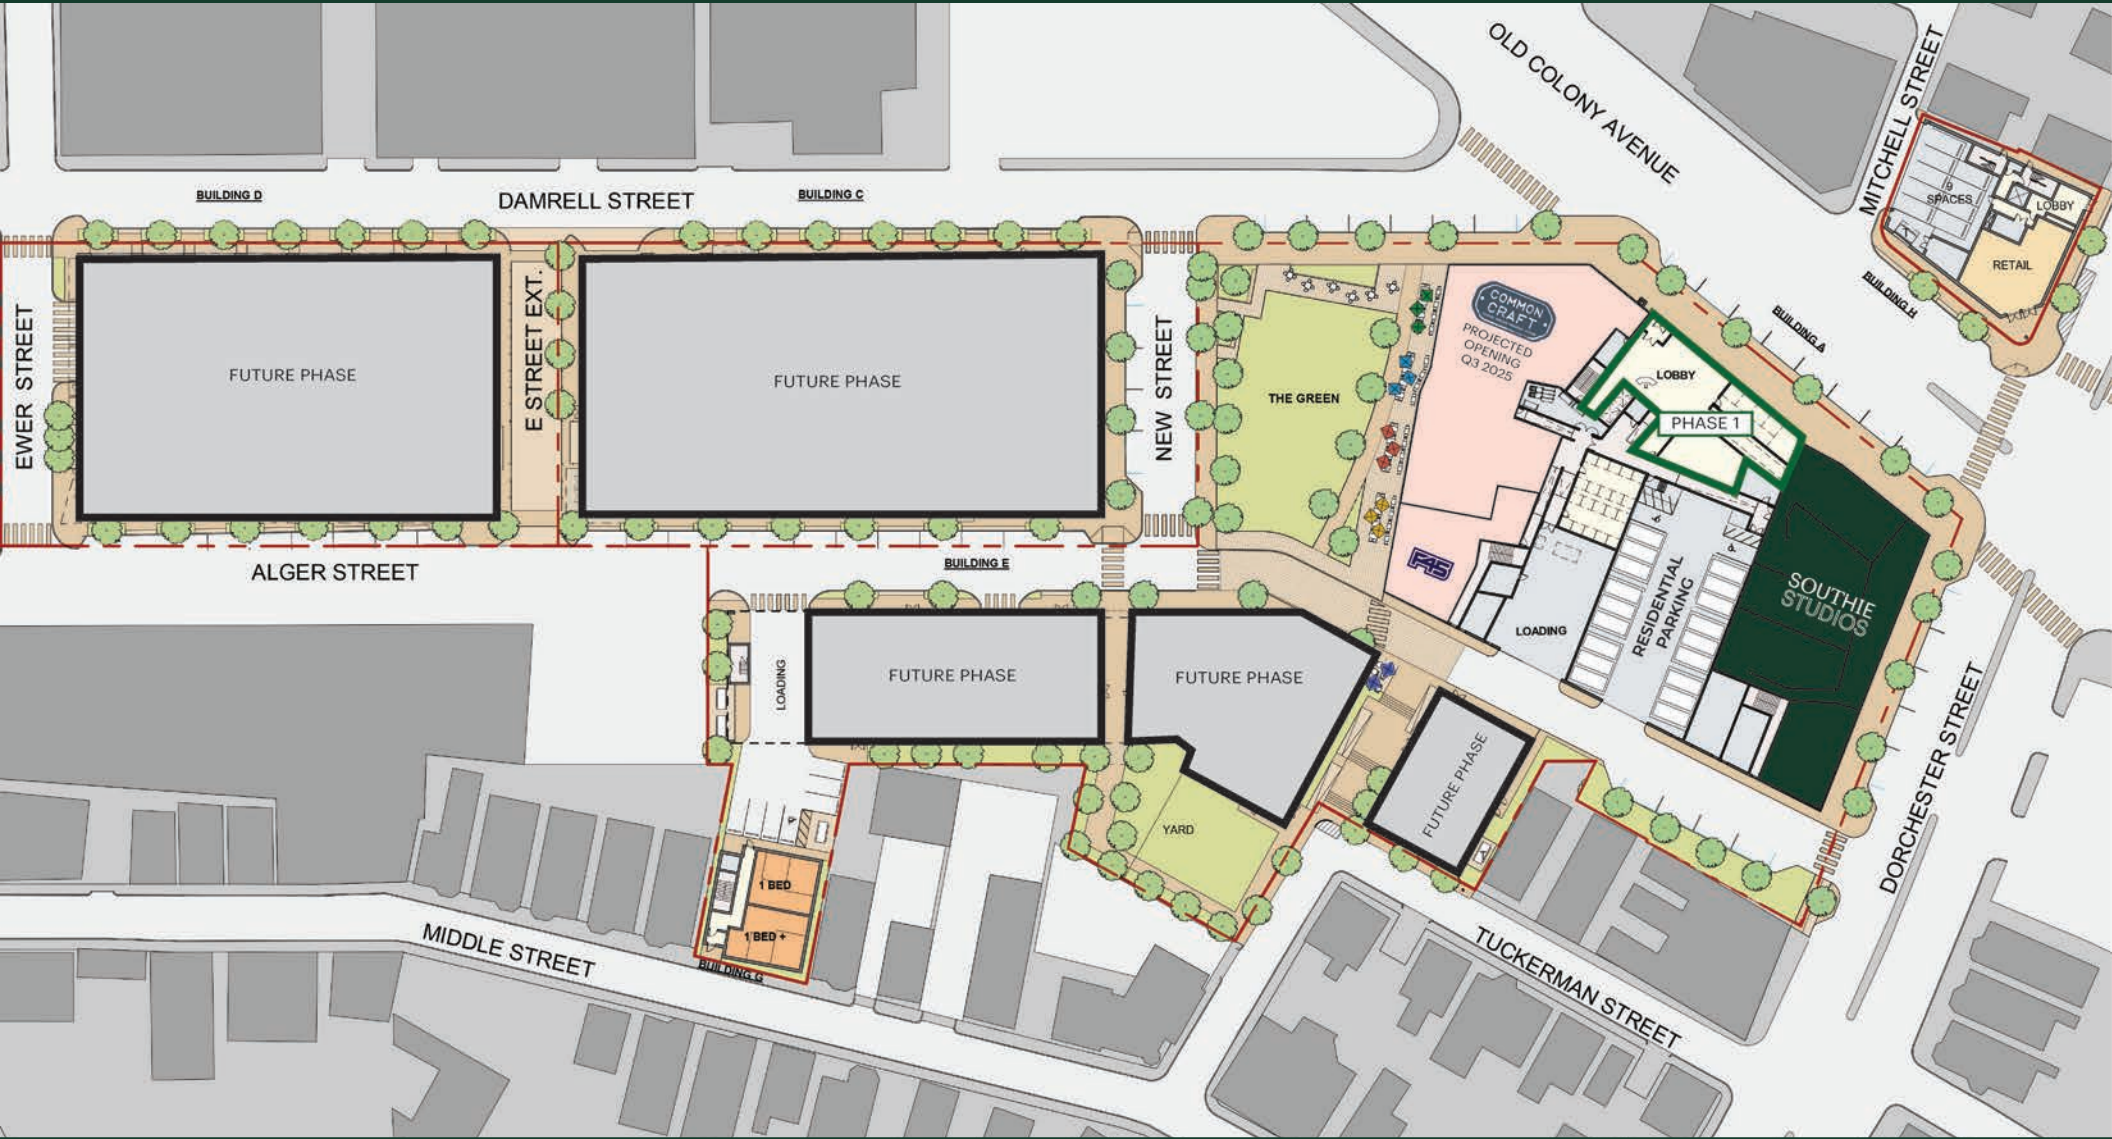 OLD COLONY AVENUE
MITCHELL STREET
BUILDING D
DAMRELL STREET
BUILDING C
9
SPACES
LOBBY
RETAIL
BUILDING H
BUILDING A
EWER STREET
FUTURE PHASE
E STREET EXT.
FUTURE PHASE
NEW STREET
THE GREEN
COMMON
CRAFT
PROJECTED
OPENING
Q3 2025
LOBBY
PHASE 1
F45
ALGER STREET
BUILDING E
LOADING
RESIDENTIAL
PARKING
SOUTHIE
STUDIOS
LOADING
FUTURE PHASE
FUTURE PHASE
FUTURE PHASE
YARD
DORCHESTER STREET
1 BED
1 BED +
BUILDING G
MIDDLE STREET
TUCKERMAN STREET